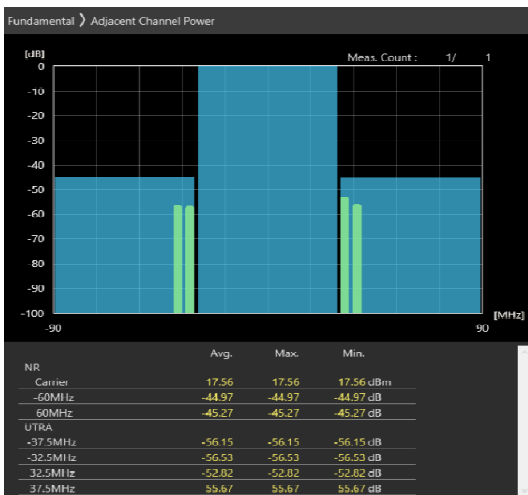 Fundamental ❯ Adjacent Channel Power
[dB]
Meas. Count : 1/ 1
0
-10
-20
-30
-40
-50
-60
-70
-80
-90
-100
[MHz]
-90 90
Avg. Max. Min.
NR
Carrier 17.56 17.56 17.56 dBm
-60MHz -44.97 -44.97 -44.97 dB
60MHz -45.27 -45.27 -45.27 dB
UTRA
-37.5MHz -56.15 -56.15 -56.15 dB
-32.5MHz -56.53 -56.53 -56.53 dB
32.5MHz -52.82 -52.82 -52.82 dB
37.5MHz 55.67 55.67 55.67 dB